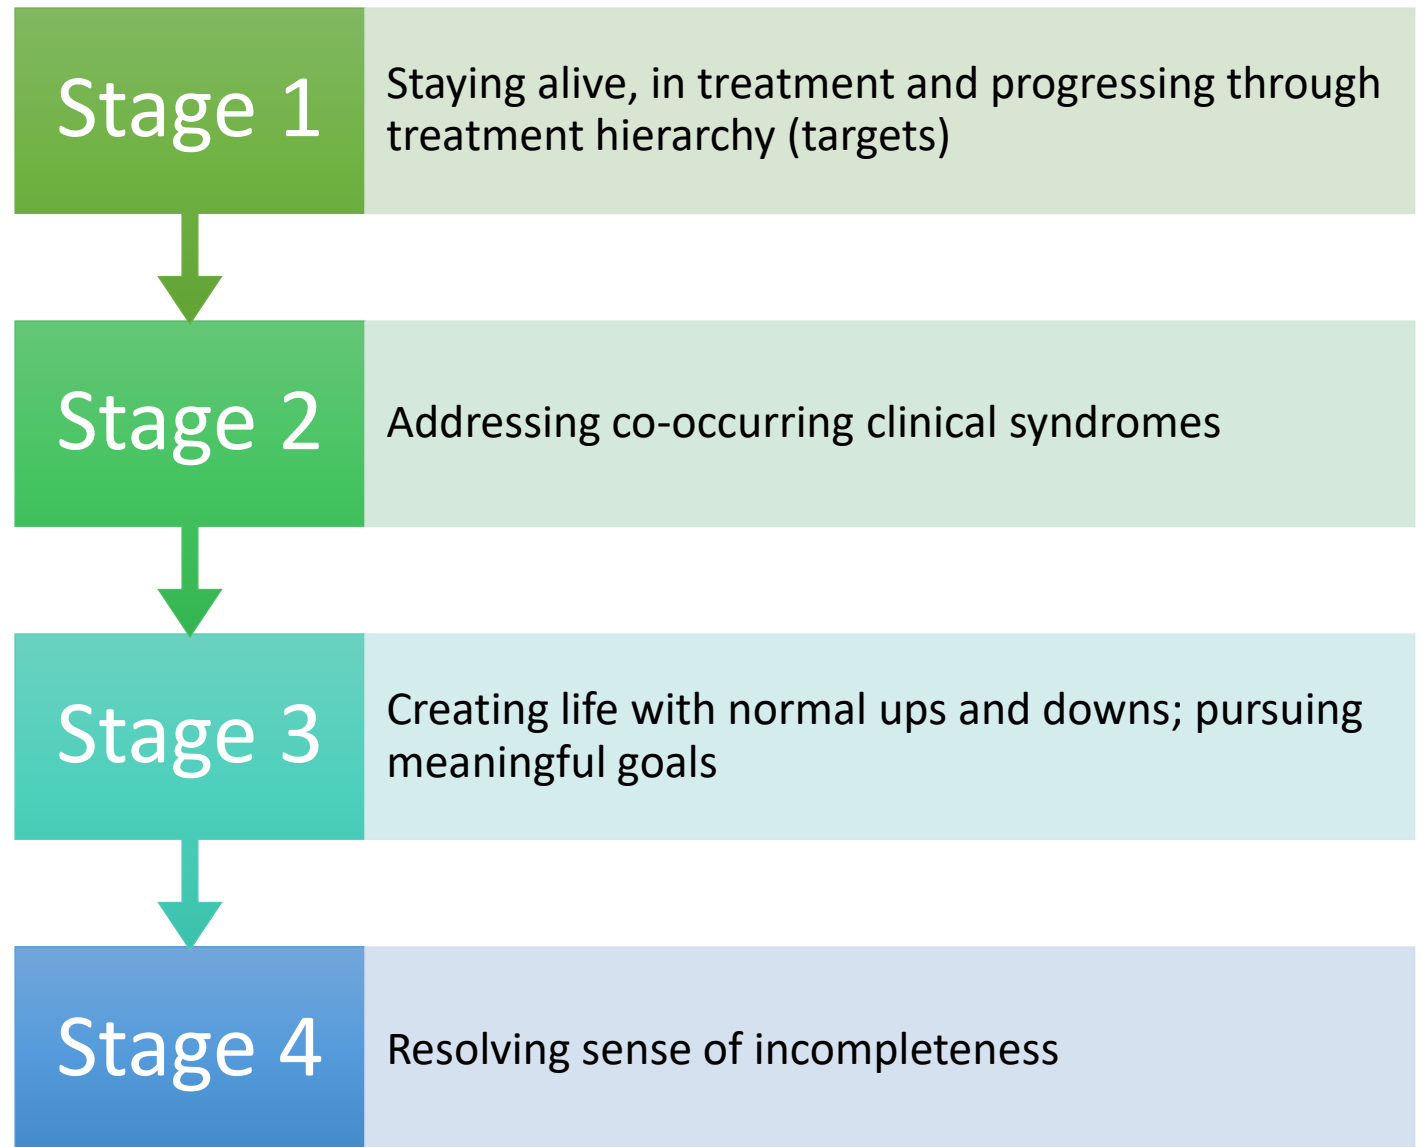 Stage 1
Staying alive, in treatment and progressing through
treatment hierarchy (targets)
Stage 2
Addressing co-occurring clinical syndromes
Stage 3
Creating life with normal ups and downs; pursuing
meaningful goals
Stage 4
Resolving sense of incompleteness